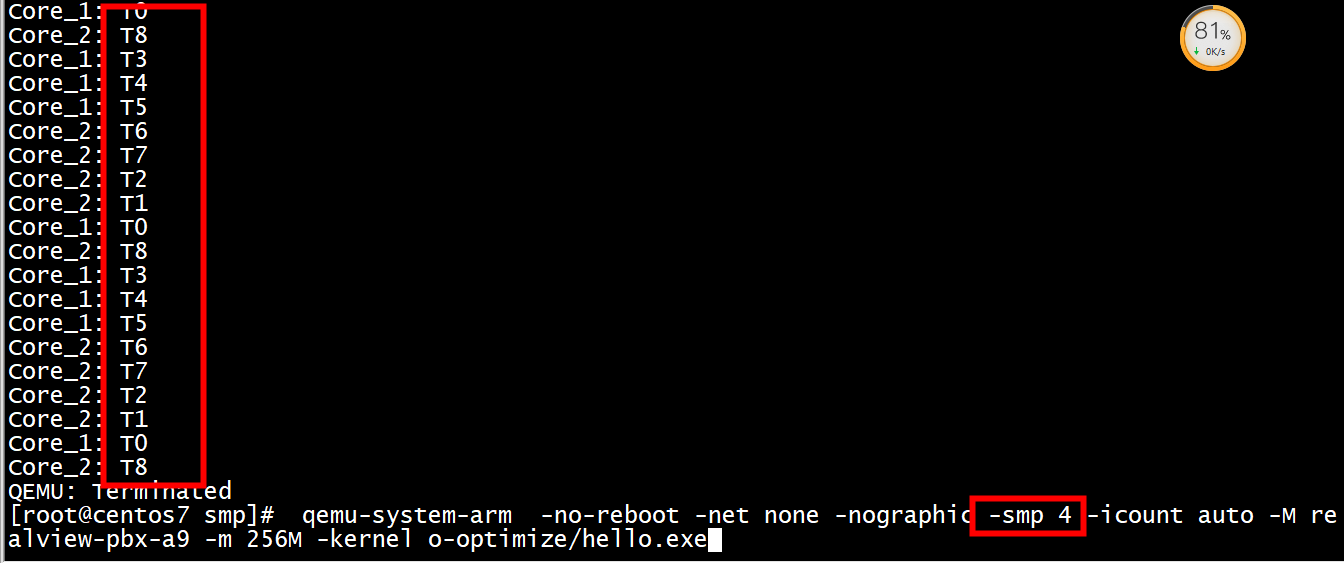 Core_1: T0
Core_2: T8
Core_1: T3
Core_1: T4
Core_1: T5
Core_2: T6
Core_2: T7
Core_2: T2
Core_2: T1
Core_1: T0
Core_2: T8
Core_1: T3
Core_1: T4
Core_1: T5
Core_2: T6
Core_2: T7
Core_2: T2
Core_2: T1
Core_1: T0
Core_2: T8
QEMU: Terminated
[root@centos7 smp]#  qemu-system-arm  -no-reboot -net none -nographic -smp 4 -icount auto -M re
alview-pbx-a9 -m 256M -kernel o-optimize/hello.exe
81%
0K/s